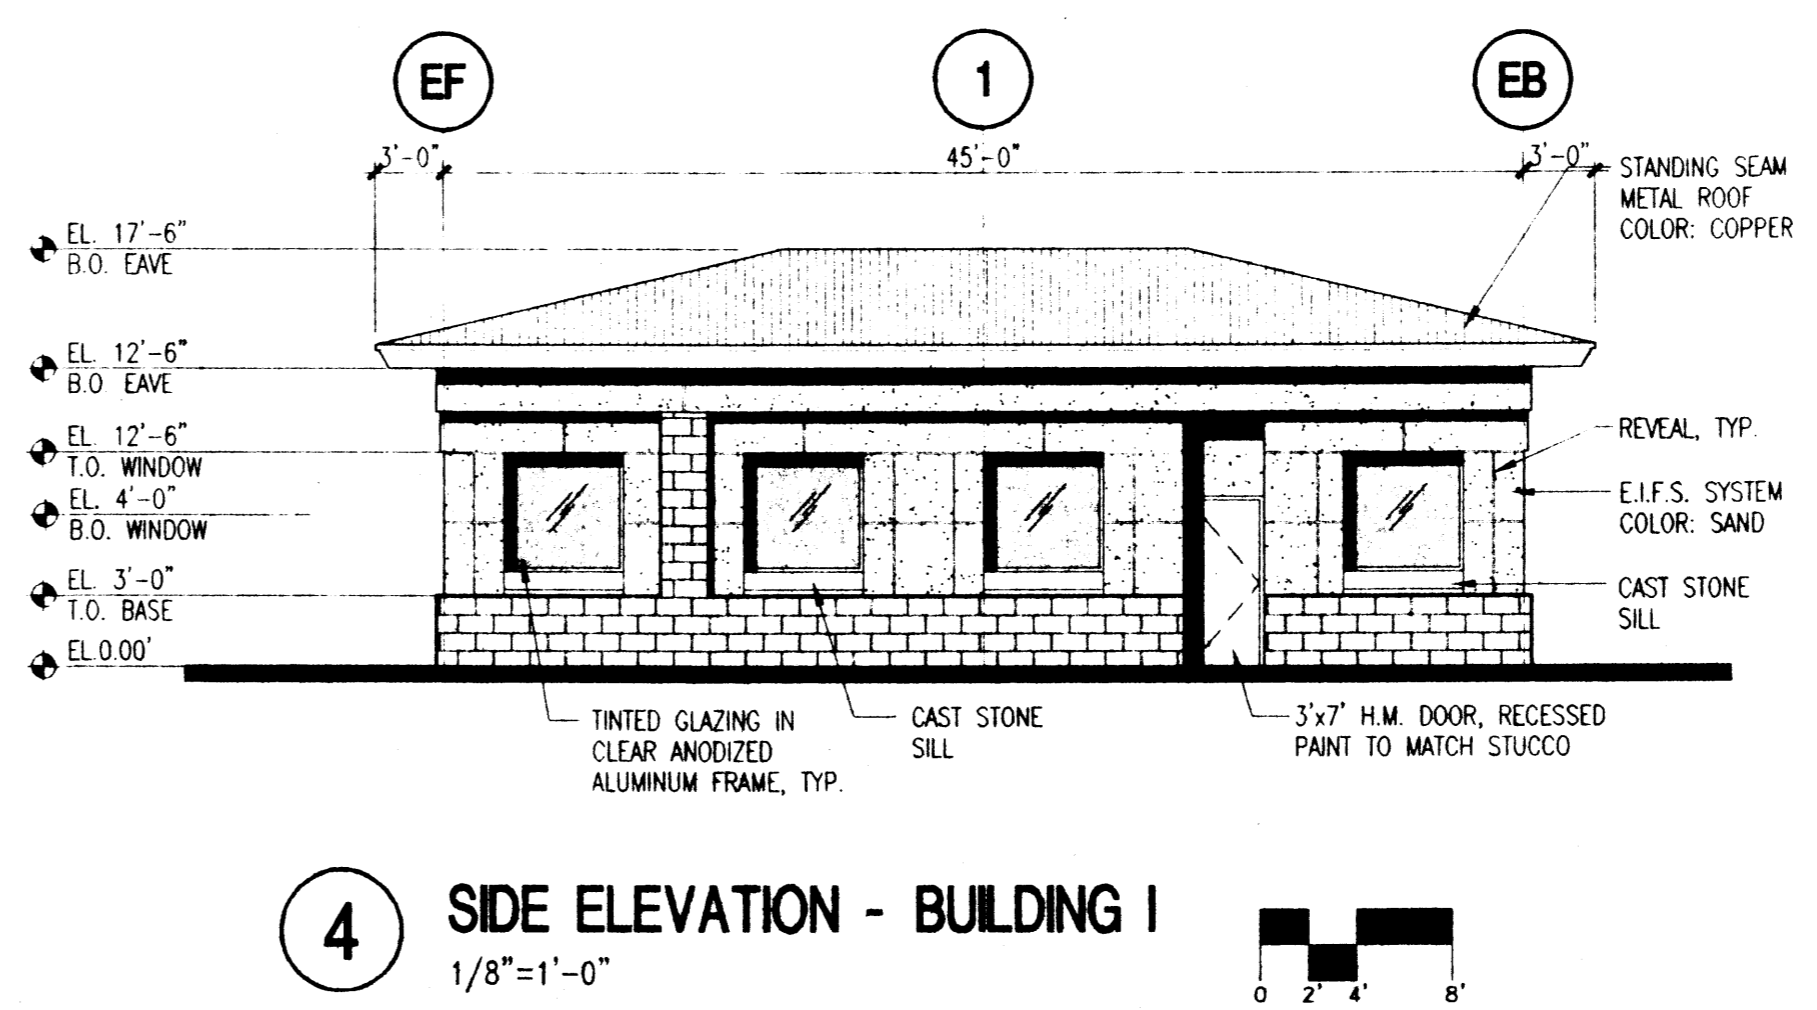 EF
1
EB
3'-0"
45'-0"
3'-0"
STANDING SEAM
METAL ROOF
COLOR: COPPER
EL. 17'-6"
B.O. EAVE
EL. 12'-6"
B.O. EAVE
EL. 12'-6"
T.O. WINDOW
EL. 4'-0"
B.O. WINDOW
EL. 3'-0"
T.O. BASE
EL.0.00'
REVEAL, TYP.
E.I.F.S. SYSTEM
COLOR: SAND
CAST STONE
SILL
TINTED GLAZING IN
CLEAR ANODIZED
ALUMINUM FRAME, TYP.
CAST STONE
SILL
3'x7' H.M. DOOR, RECESSED
PAINT TO MATCH STUCCO
4
SIDE ELEVATION - BUILDING I
1/8"=1'-0"
0 2' 4' 8'